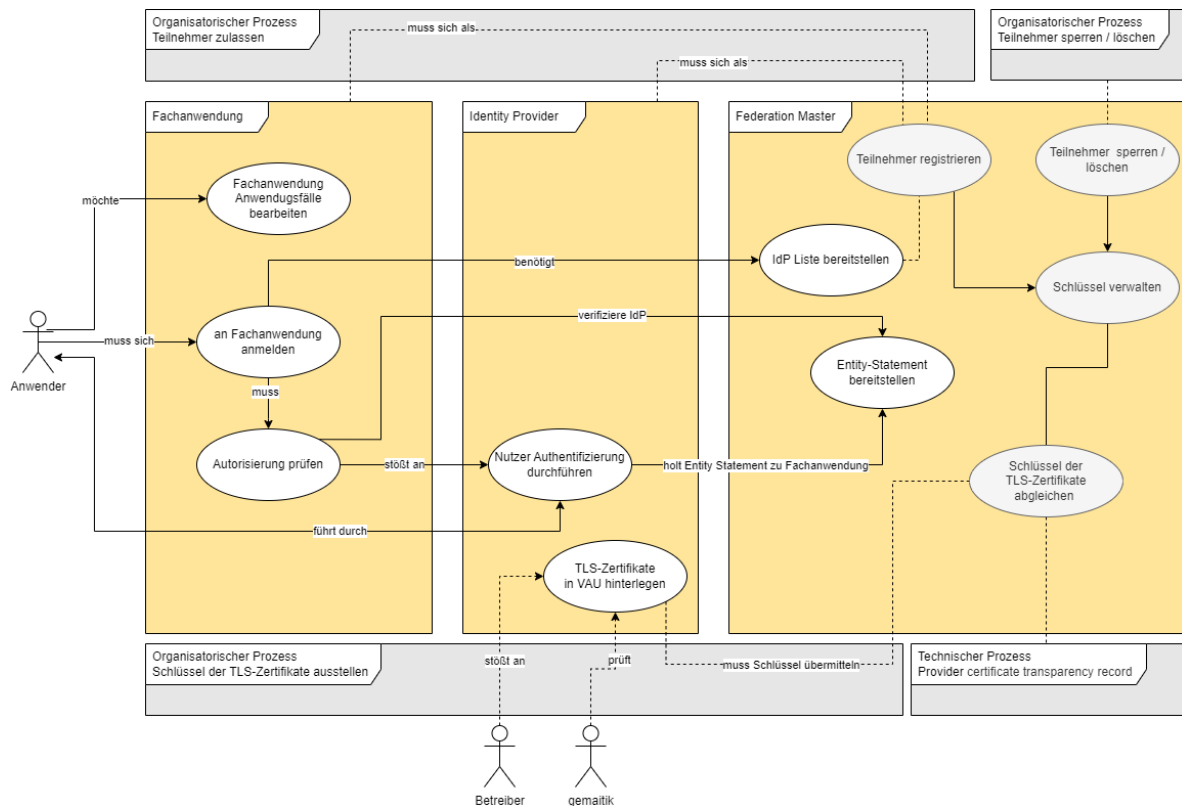 Organisatorischer Prozess
Teilnehmer zulassen
muss sich als
muss sich als
Organisatorischer Prozess
Teilnehmer sperren / löschen
Fachanwendung
Identity Provider
Federation Master
Teilnehmer registrieren
Teilnehmer  sperren /
löschen
Fachanwendung
Anwendugsfälle
bearbeiten
möchte
benötigt
IdP Liste bereitstellen
Schlüssel verwalten
verifiziere IdP
muss sich
an Fachanwendung
anmelden
Anwender
Entity-Statement
bereitstellen
muss
Autorisierung prüfen
stößt an
Nutzer Authentifizierung
durchführen
holt Entity Statement zu Fachanwendung
Schlüssel der
TLS-Zertifikate
abgleichen
führt durch
TLS-Zertifikate
in VAU hinterlegen
Organisatorischer Prozess
Schlüssel der TLS-Zertifikate ausstellen
stößt an
prüft
muss Schlüssel übermitteln
Technischer Prozess
Provider certificate transparency record
Betreiber
gemaitik